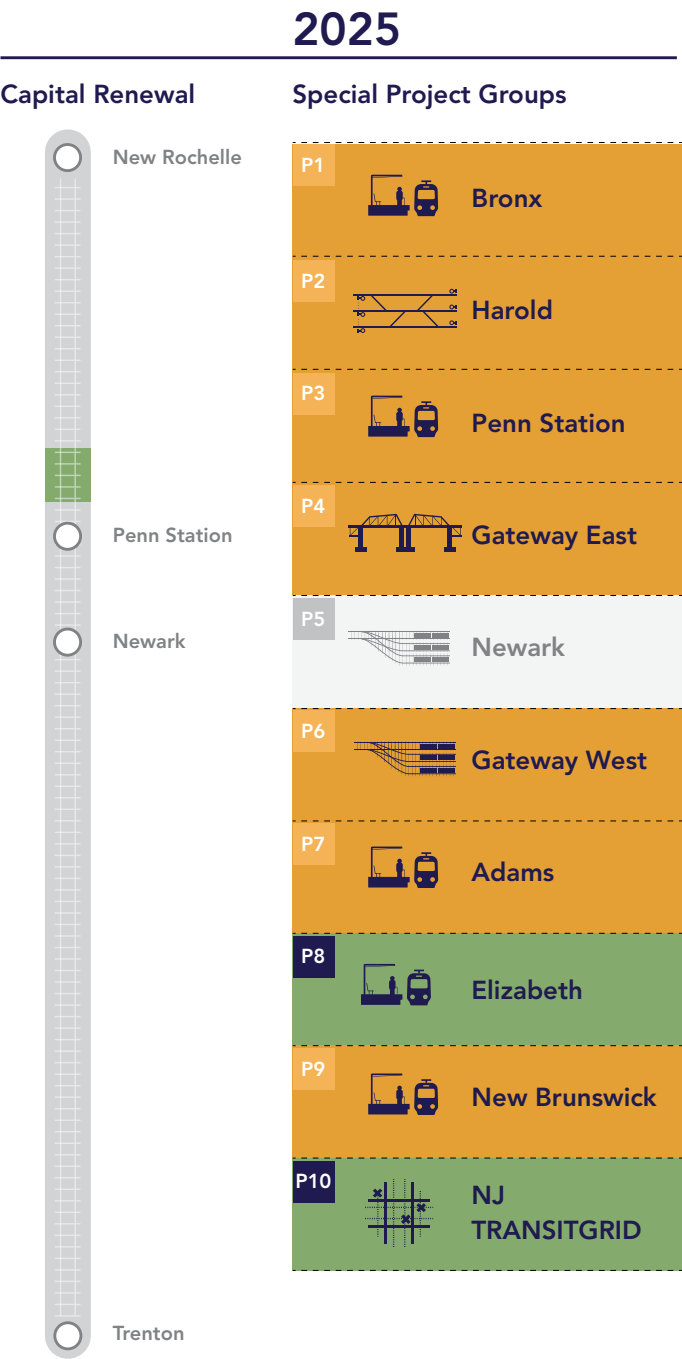 2025
Capital Renewal
Special Project Groups
New Rochelle
Penn Station
Newark
Trenton
P1
Bronx
P2
Harold
P3
Penn Station
P4
Gateway East
P5
Newark
P6
Gateway West
P7
Adams
P8
Elizabeth
P9
New Brunswick
P10
NJ
TRANSITGRID